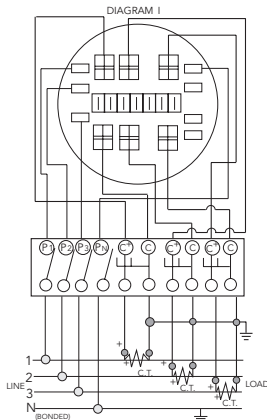 DIAGRAM I
P1 P2 P3 PN C+ C C+ C C+ C
+ +
C.T.
+
C.T.
+ +
C.T.
1
2
LINE
LOAD
3
N
(BONDED)